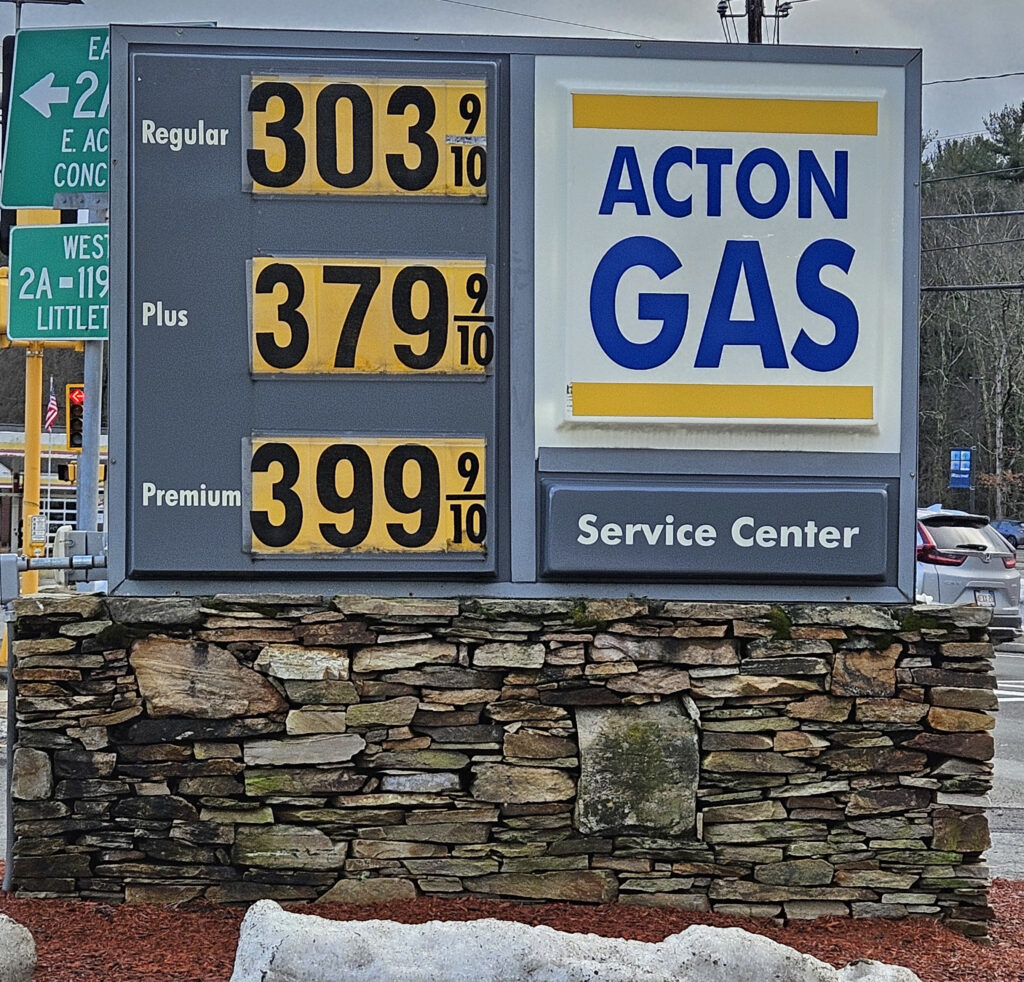 EA
2A
E. AC
CONC
WEST
2A-119
LITTLET
Regular 303 9/10
Plus 379 9/10
Premium 399 9/10
ACTON
GAS
Service Center